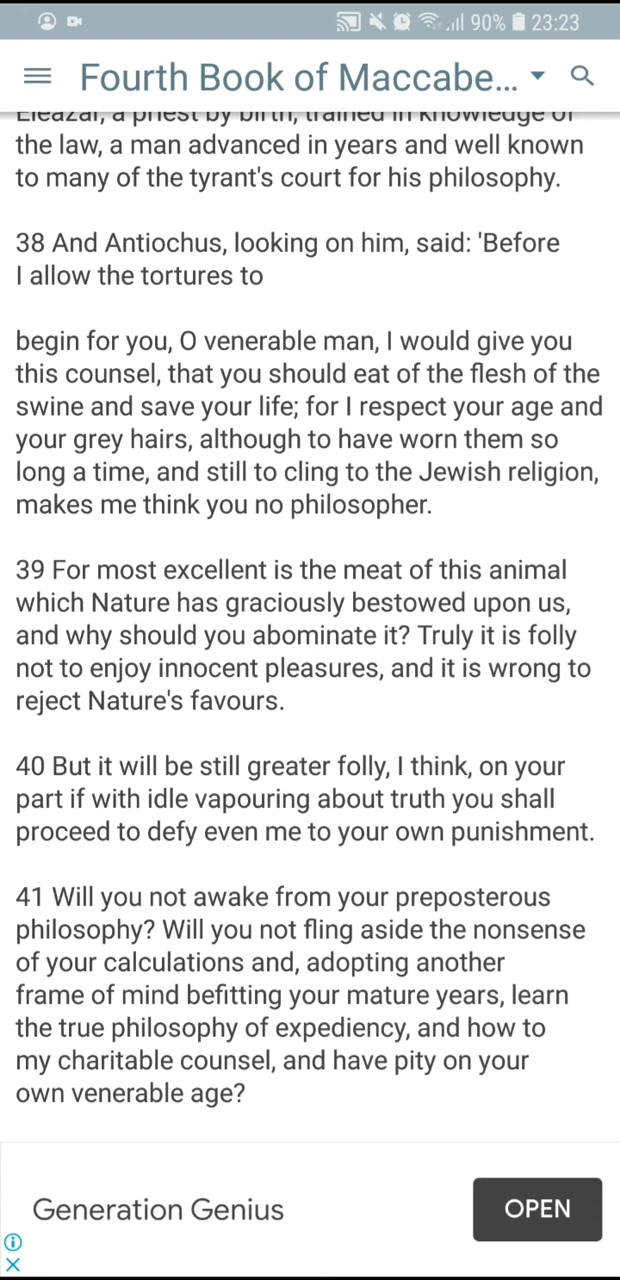 90% 23:23
Fourth Book of Maccabe...
Eleazar, a priest by birth, trained in knowledge of
the law, a man advanced in years and well known
to many of the tyrant's court for his philosophy.
38 And Antiochus, looking on him, said: 'Before
I allow the tortures to
begin for you, O venerable man, I would give you
this counsel, that you should eat of the flesh of the
swine and save your life; for I respect your age and
your grey hairs, although to have worn them so
long a time, and still to cling to the Jewish religion,
makes me think you no philosopher.
39 For most excellent is the meat of this animal
which Nature has graciously bestowed upon us,
and why should you abominate it? Truly it is folly
not to enjoy innocent pleasures, and it is wrong to
reject Nature's favours.
40 But it will be still greater folly, I think, on your
part if with idle vapouring about truth you shall
proceed to defy even me to your own punishment.
41 Will you not awake from your preposterous
philosophy? Will you not fling aside the nonsense
of your calculations and, adopting another
frame of mind befitting your mature years, learn
the true philosophy of expediency, and how to
my charitable counsel, and have pity on your
own venerable age?
Generation Genius
OPEN